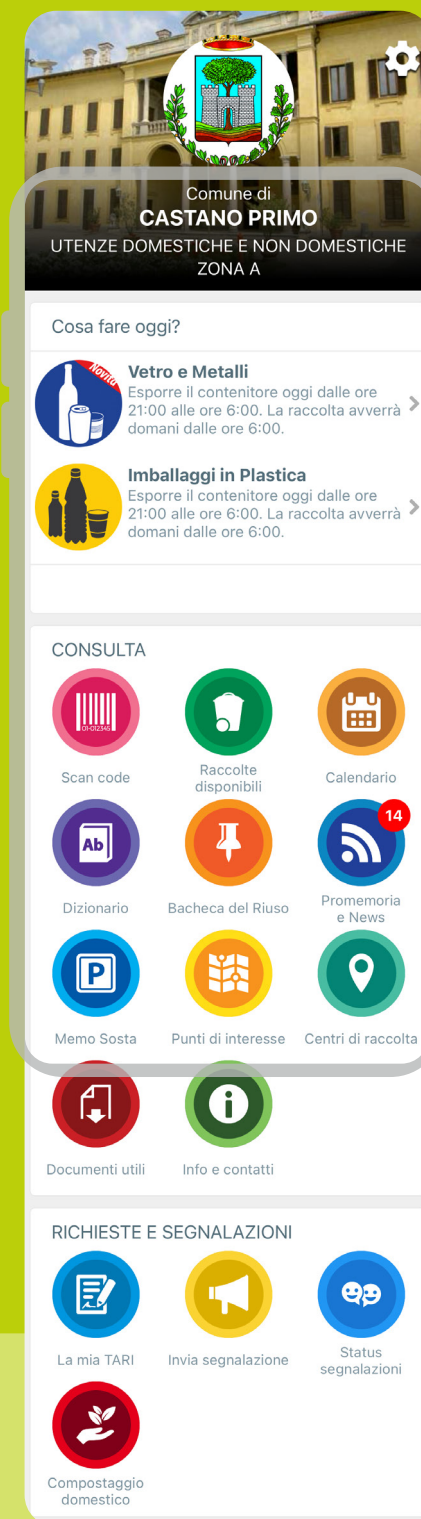 Comune di
CASTANO PRIMO
UTENZE DOMESTICHE E NON DOMESTICHE
ZONA A
Cosa fare oggi?
Novità
Vetro e Metalli
Esporre il contenitore oggi dalle ore
21:00 alle ore 6:00. La raccolta avverrà
domani dalle ore 6:00.
Imballaggi in Plastica
Esporre il contenitore oggi dalle ore
21:00 alle ore 6:00. La raccolta avverrà
domani dalle ore 6:00.
CONSULTA
01-012345
Scan code
Raccolte
disponibili
Calendario
Ab
Dizionario
Bacheca del Riuso
14
Promemoria
e News
P
Memo Sosta
Punti di interesse
Centri di raccolta
Documenti utili
i
Info e contatti
RICHIESTE E SEGNALAZIONI
La mia TARI
Invia segnalazione
Status
segnalazioni
Compostaggio
domestico